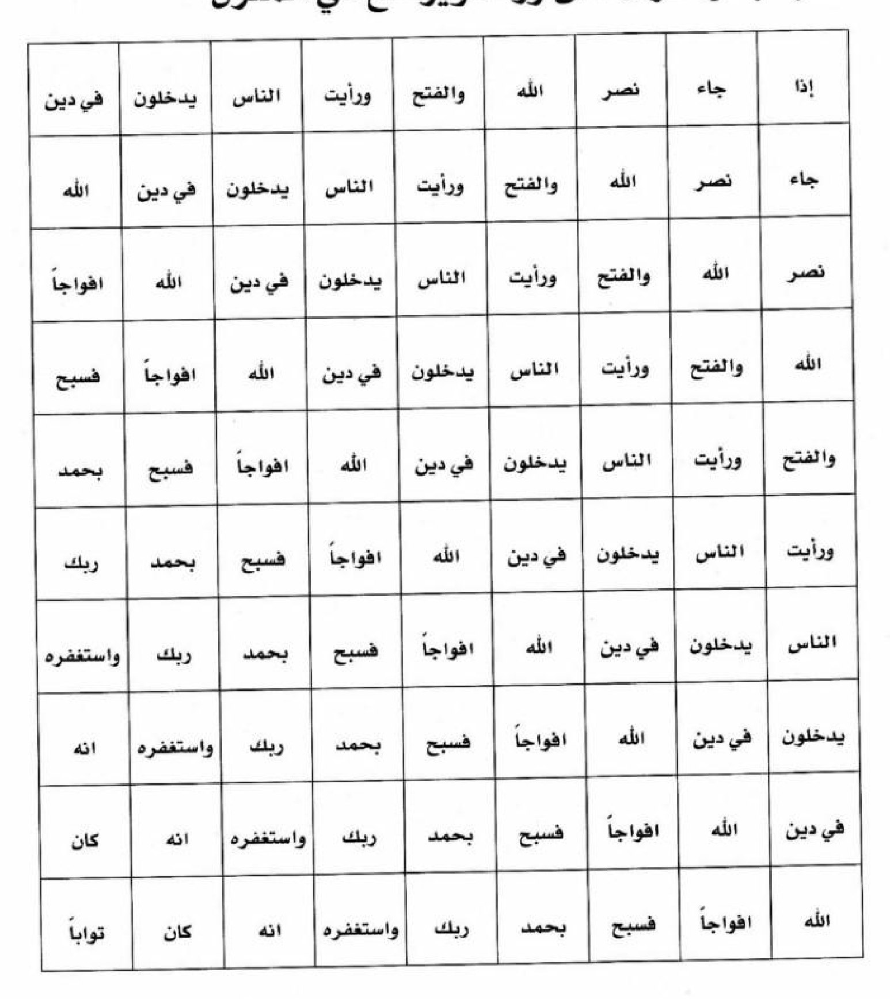 إذا جاء نصر الله والفتح ورأيت الناس يدخلون في دين
جاء نصر الله والفتح ورأيت الناس يدخلون في دين الله
نصر الله والفتح ورأيت الناس يدخلون في دين الله افواجاً
الله والفتح ورأيت الناس يدخلون في دين الله افواجاً فسبح
والفتح ورأيت الناس يدخلون في دين الله افواجاً فسبح بحمد
ورأيت الناس يدخلون في دين الله افواجاً فسبح بحمد ربك
الناس يدخلون في دين الله افواجاً فسبح بحمد ربك واستغفره
يدخلون في دين الله افواجاً فسبح بحمد ربك واستغفره انه
في دين الله افواجاً فسبح بحمد ربك واستغفره انه كان
الله افواجاً فسبح بحمد ربك واستغفره انه كان تواباً